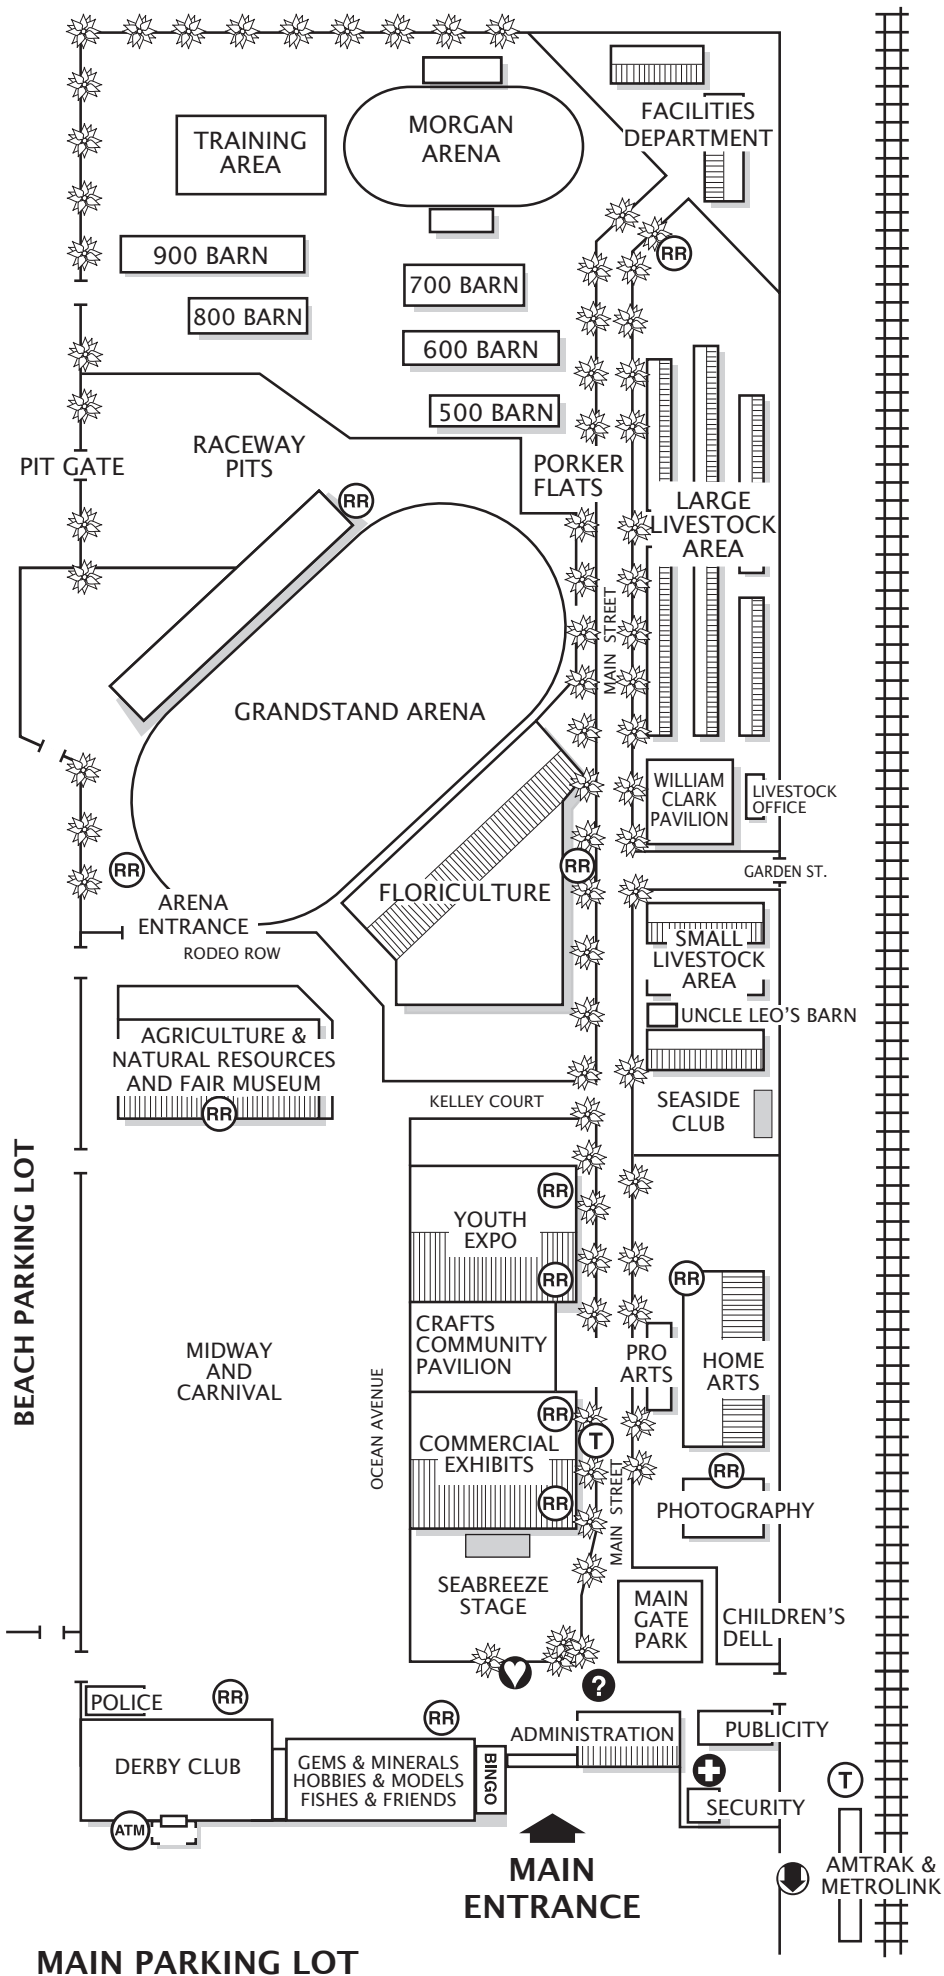 MORGAN
ARENA
FACILITIES
DEPARTMENT
TRAINING
AREA
900 BARN
RR
700 BARN
800 BARN
600 BARN
500 BARN
RACEWAY
PITS
PIT GATE
PORKER
FLATS
RR
LARGE
LIVESTOCK
AREA
MAIN STREET
GRANDSTAND ARENA
WILLIAM
CLARK
PAVILION
LIVESTOCK
OFFICE
RR
RR
GARDEN ST.
FLORICULTURE
ARENA
ENTRANCE
RODEO ROW
SMALL
LIVESTOCK
AREA
UNCLE LEO'S BARN
AGRICULTURE &
NATURAL RESOURCES
AND FAIR MUSEUM
RR
KELLEY COURT
SEASIDE
CLUB
BEACH PARKING LOT
RR
YOUTH
EXPO
RR
RR
CRAFTS
COMMUNITY
PAVILION
MIDWAY
AND
CARNIVAL
PRO
ARTS
HOME
ARTS
OCEAN AVENUE
RR
COMMERCIAL
EXHIBITS
T
RR
RR
MAIN STREET
PHOTOGRAPHY
SEABREEZE
STAGE
MAIN
GATE
PARK
CHILDREN'S
DELL
?
POLICE
RR
RR
ADMINISTRATION
PUBLICITY
DERBY CLUB
GEMS & MINERALS
HOBBIES & MODELS
FISHES & FRIENDS
BINGO
T
SECURITY
ATM
MAIN
ENTRANCE
AMTRAK &
METROLINK
MAIN PARKING LOT